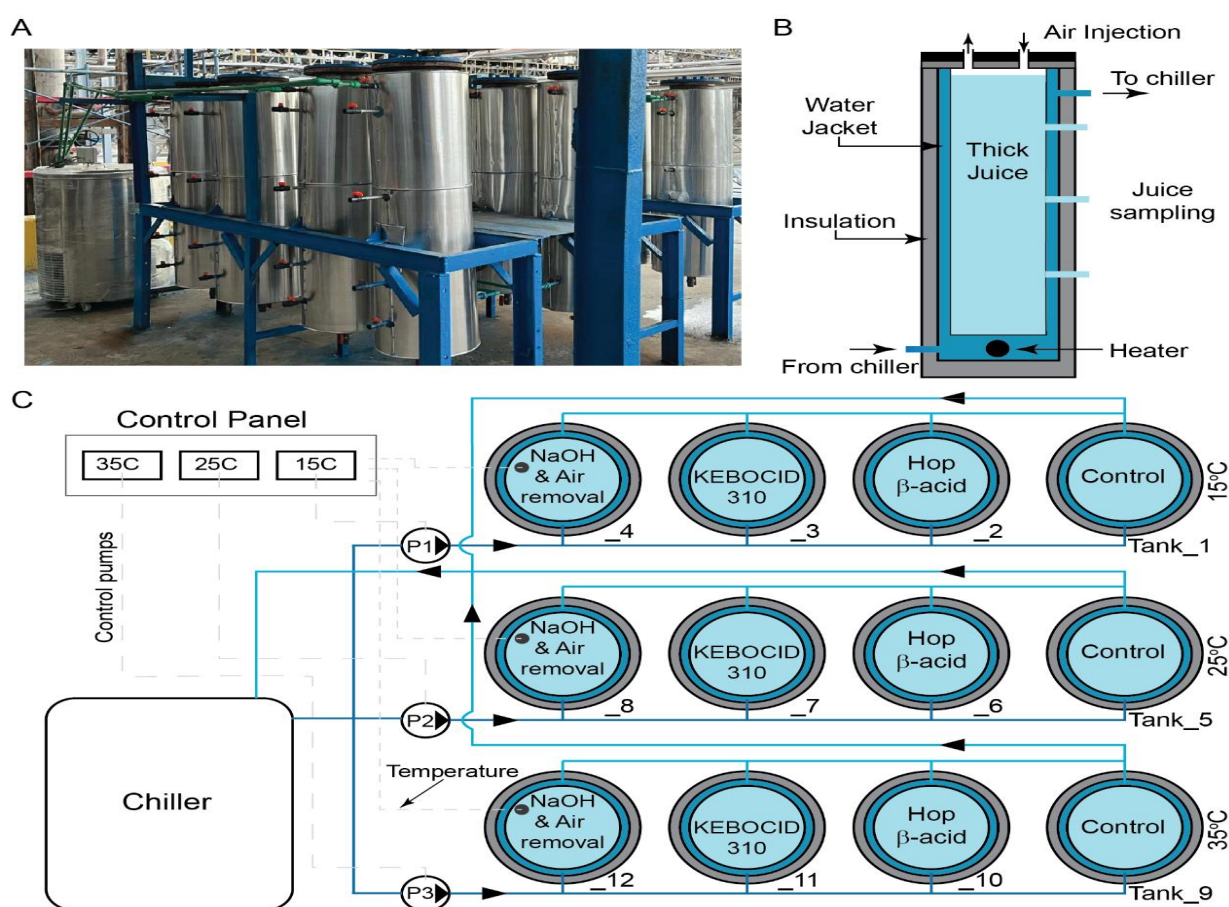 A
B
Air Injection
To chiller
Water
Jacket
Thick
Juice
Insulation
Juice
sampling
From chiller
Heater
C
Control Panel
35C
25C
15C
Control pumps
Chiller
Temperature
P1
P2
P3
NaOH
& Air
removal
_4
KEBOCID
310
_3
Hop
β-acid
_2
Control
Tank_1
15ºC
NaOH
& Air
removal
_8
KEBOCID
310
_7
Hop
β-acid
_6
Control
Tank_5
25ºC
NaOH
& Air
removal
_12
KEBOCID
310
_11
Hop
β-acid
_10
Control
Tank_9
35ºC